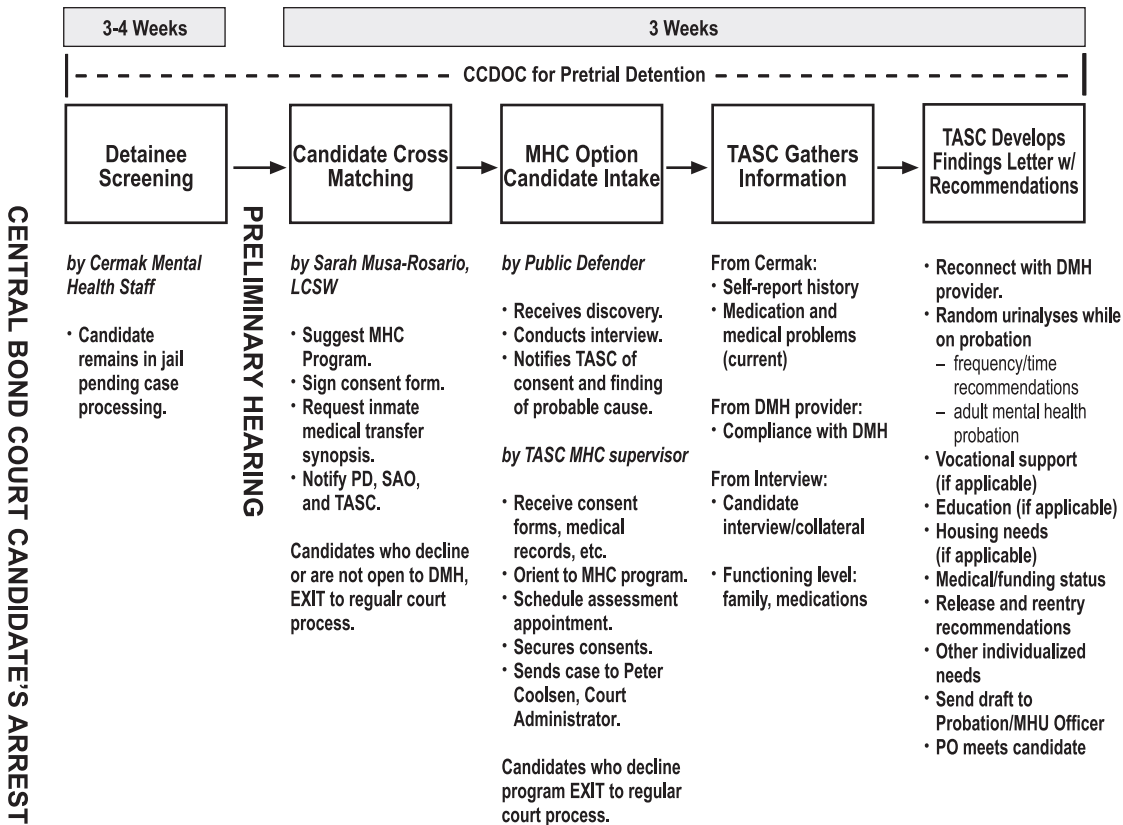 3-4 Weeks
3 Weeks
CCDOC for Pretrial Detention
CENTRAL BOND COURT CANDIDATE'S ARREST
Detainee
Screening
by Cermak Mental
Health Staff
• Candidate
remains in jail
pending case
processing.
PRELIMINARY HEARING
Candidate Cross
Matching
by Sarah Musa-Rosario,
LCSW
• Suggest MHC
Program.
• Sign consent form.
• Request inmate
medical transfer
synopsis.
• Notify PD, SAO,
and TASC.
Candidates who decline
or are not open to DMH,
EXIT to regualr court
process.
MHC Option
Candidate Intake
by Public Defender
• Receives discovery.
• Conducts interview.
• Notifies TASC of
consent and finding
of probable cause.
by TASC MHC supervisor
• Receive consent
forms, medical
records, etc.
• Orient to MHC program.
• Schedule assessment
appointment.
• Secures consents.
• Sends case to Peter
Coolsen, Court
Administrator.
Candidates who decline
program EXIT to regular
court process.
TASC Gathers
Information
From Cermak:
• Self-report history
• Medication and
medical problems
(current)
From DMH provider:
• Compliance with DMH
From Interview:
• Candidate
interview/collateral
• Functioning level:
family, medications
TASC Develops
Findings Letter w/
Recommendations
• Reconnect with DMH
provider.
• Random urinalyses while
on probation
– frequency/time
recommendations
– adult mental health
probation
• Vocational support
(if applicable)
• Education (if applicable)
• Housing needs
(if applicable)
• Medical/funding status
• Release and reentry
recommendations
• Other individualized
needs
• Send draft to
Probation/MHU Officer
• PO meets candidate